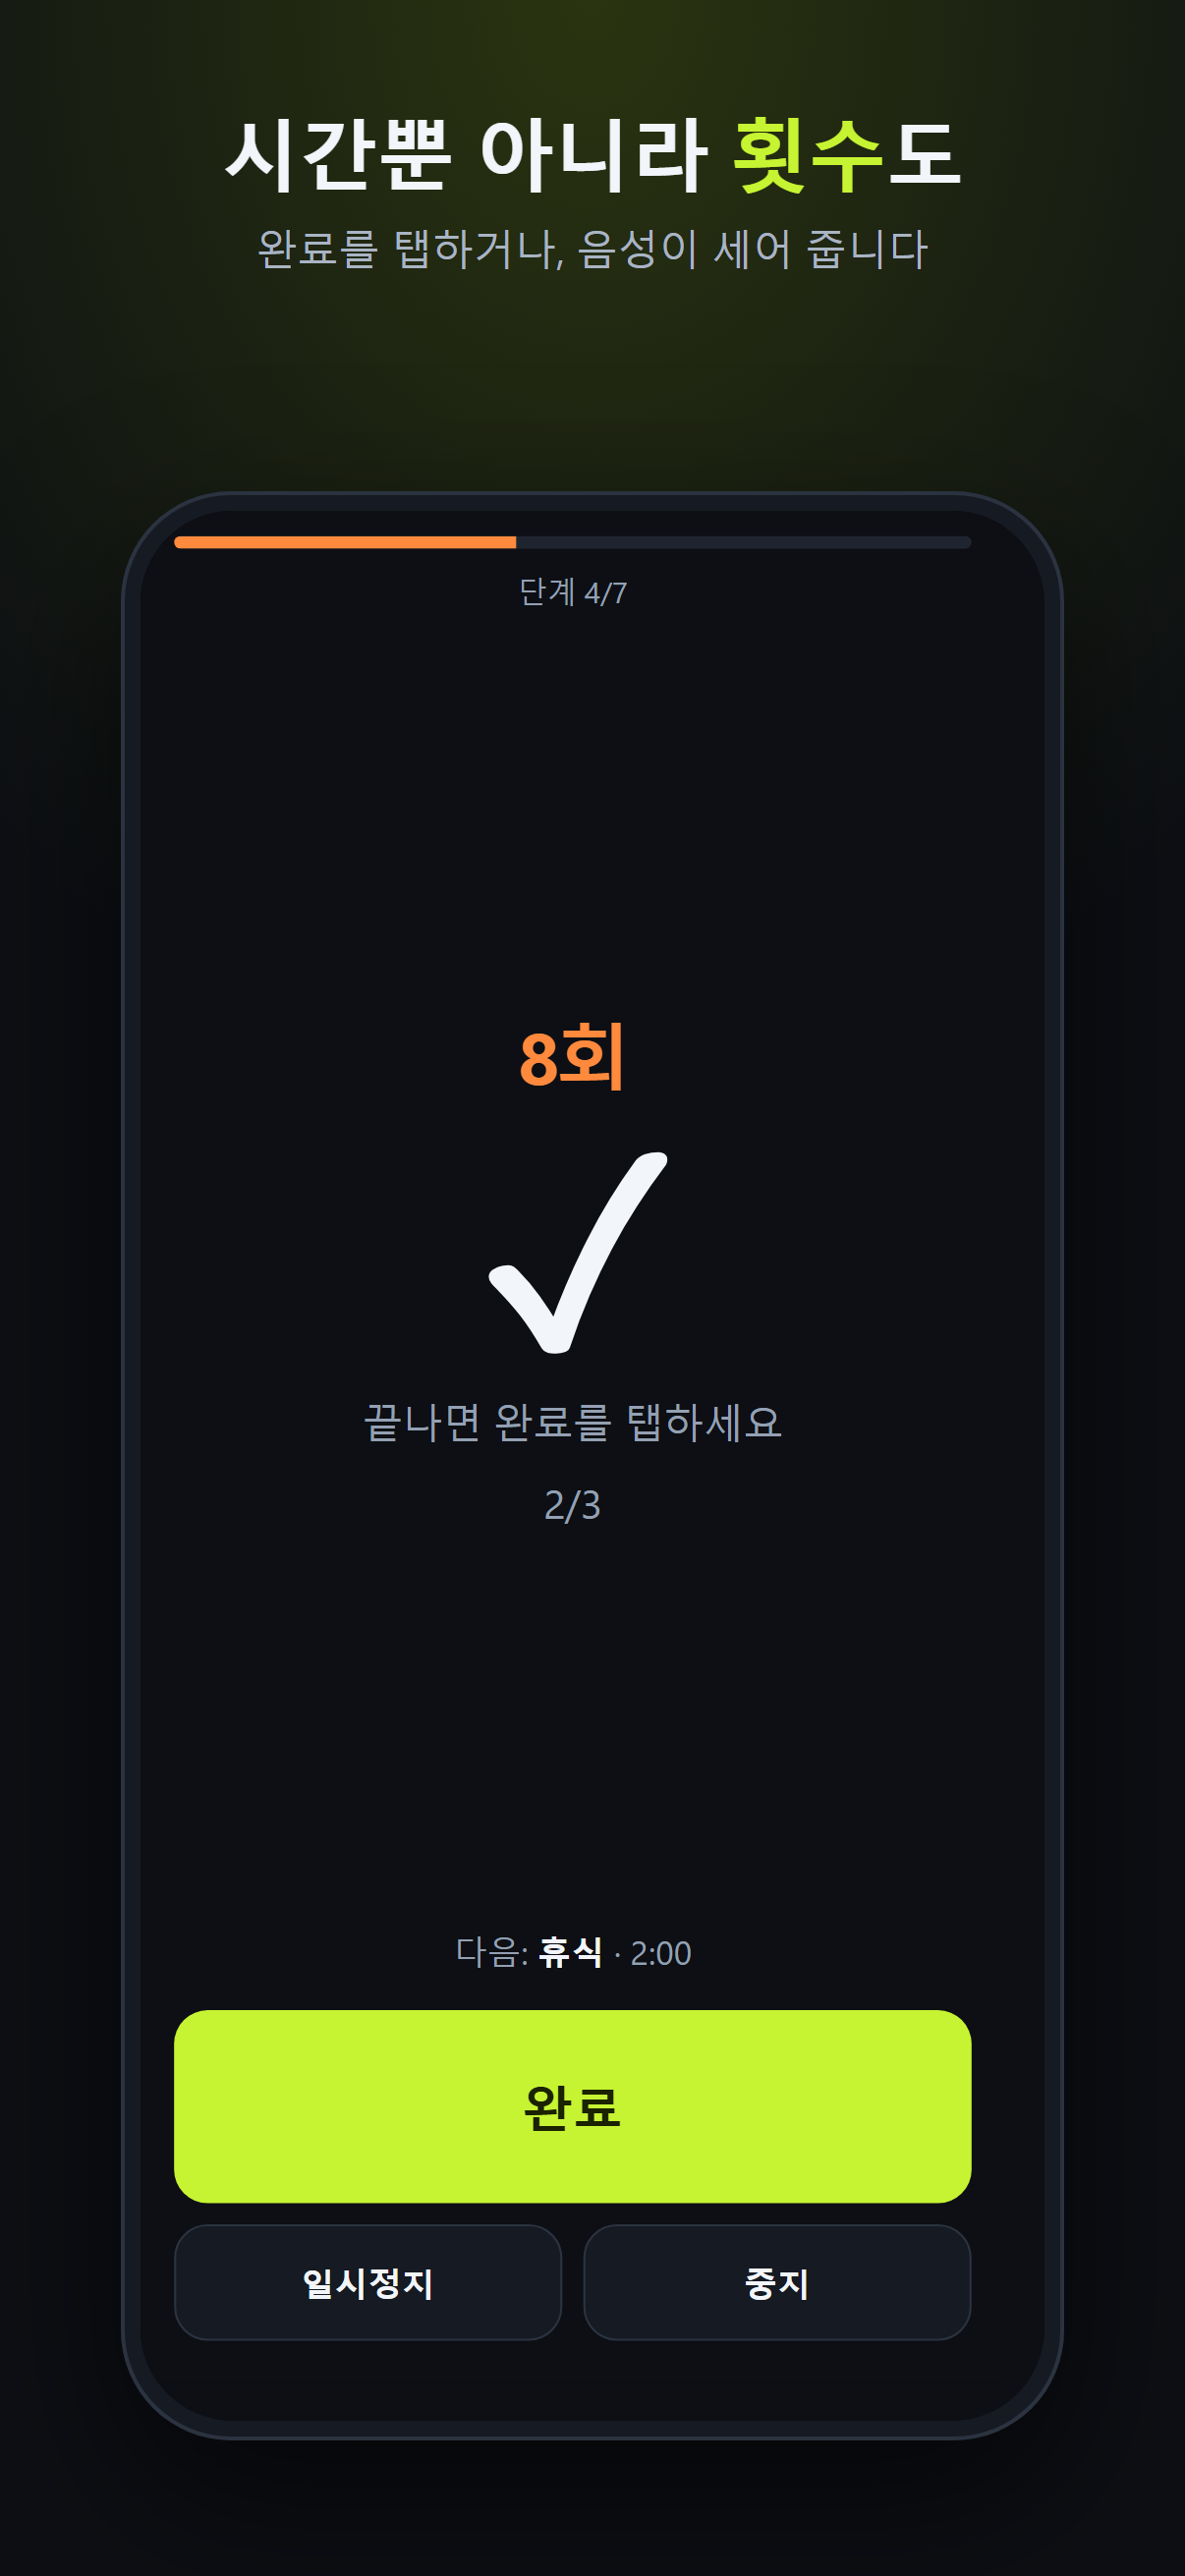 시간뿐 아니라 횟수도
완료를 탭하거나, 음성이 세어 줍니다
단계 4/7
8회
끝나면 완료를 탭하세요
2/3
다음: 휴식 · 2:00
완료
일시정지
중지